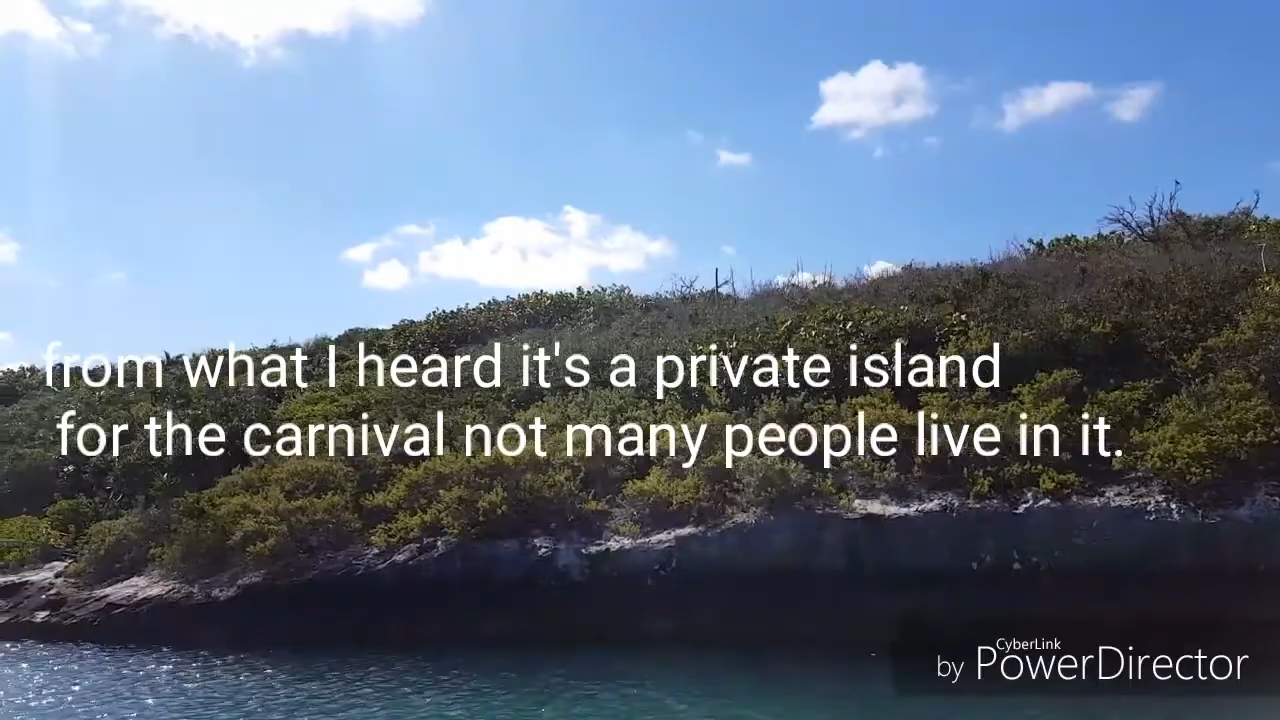 from what I heard it's a private island
for the carnival not many people live in it.
CyberLink
by PowerDirector